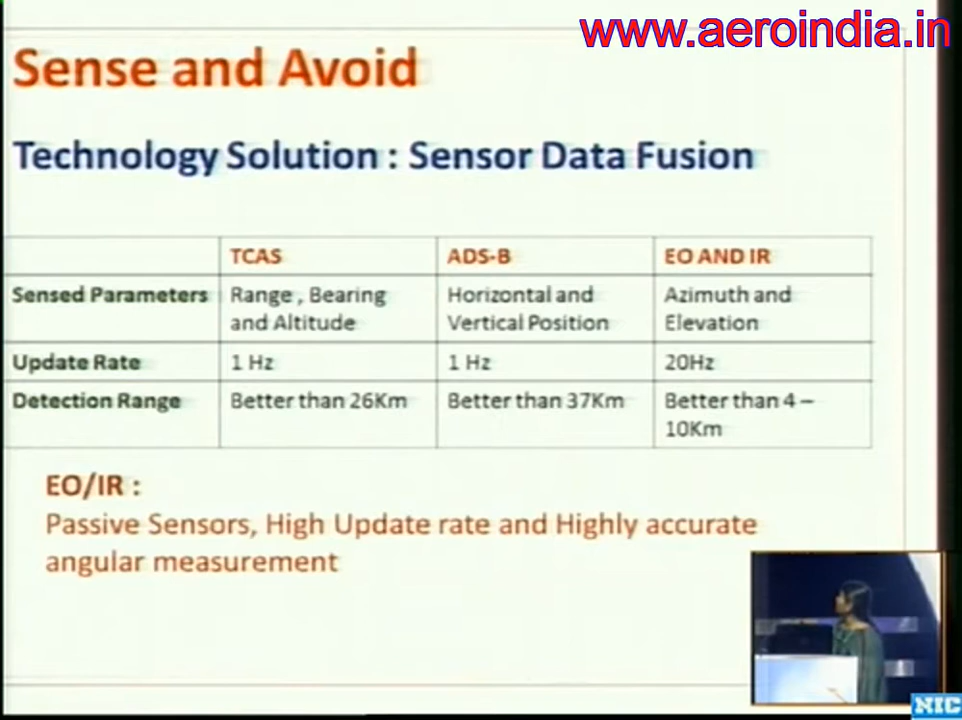 www.aeroindia.in
Sense and Avoid
Technology Solution : Sensor Data Fusion
TCAS ADS-B EO AND IR
Sensed Parameters Range , Bearing Horizontal and Azimuth and
and Altitude Vertical Position Elevation
Update Rate 1 Hz 1 Hz 20Hz
Detection Range Better than 26Km Better than 37Km Better than 4 –
10Km
EO/IR :
Passive Sensors, High Update rate and Highly accurate
angular measurement
NIC